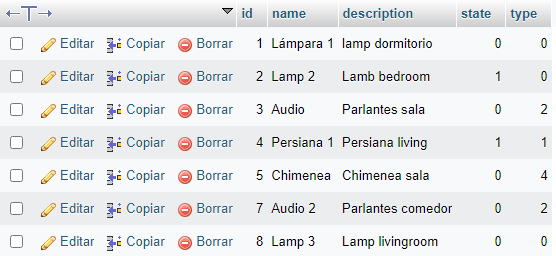 id name description state type
Editar Copiar Borrar 1 Lámpara 1 lamp dormitorio 0 0
Editar Copiar Borrar 2 Lamp 2 Lamb bedroom 1 0
Editar Copiar Borrar 3 Audio Parlantes sala 0 2
Editar Copiar Borrar 4 Persiana 1 Persiana living 1 1
Editar Copiar Borrar 5 Chimenea Chimenea sala 0 4
Editar Copiar Borrar 7 Audio 2 Parlantes comedor 0 2
Editar Copiar Borrar 8 Lamp 3 Lamp livingroom 0 0